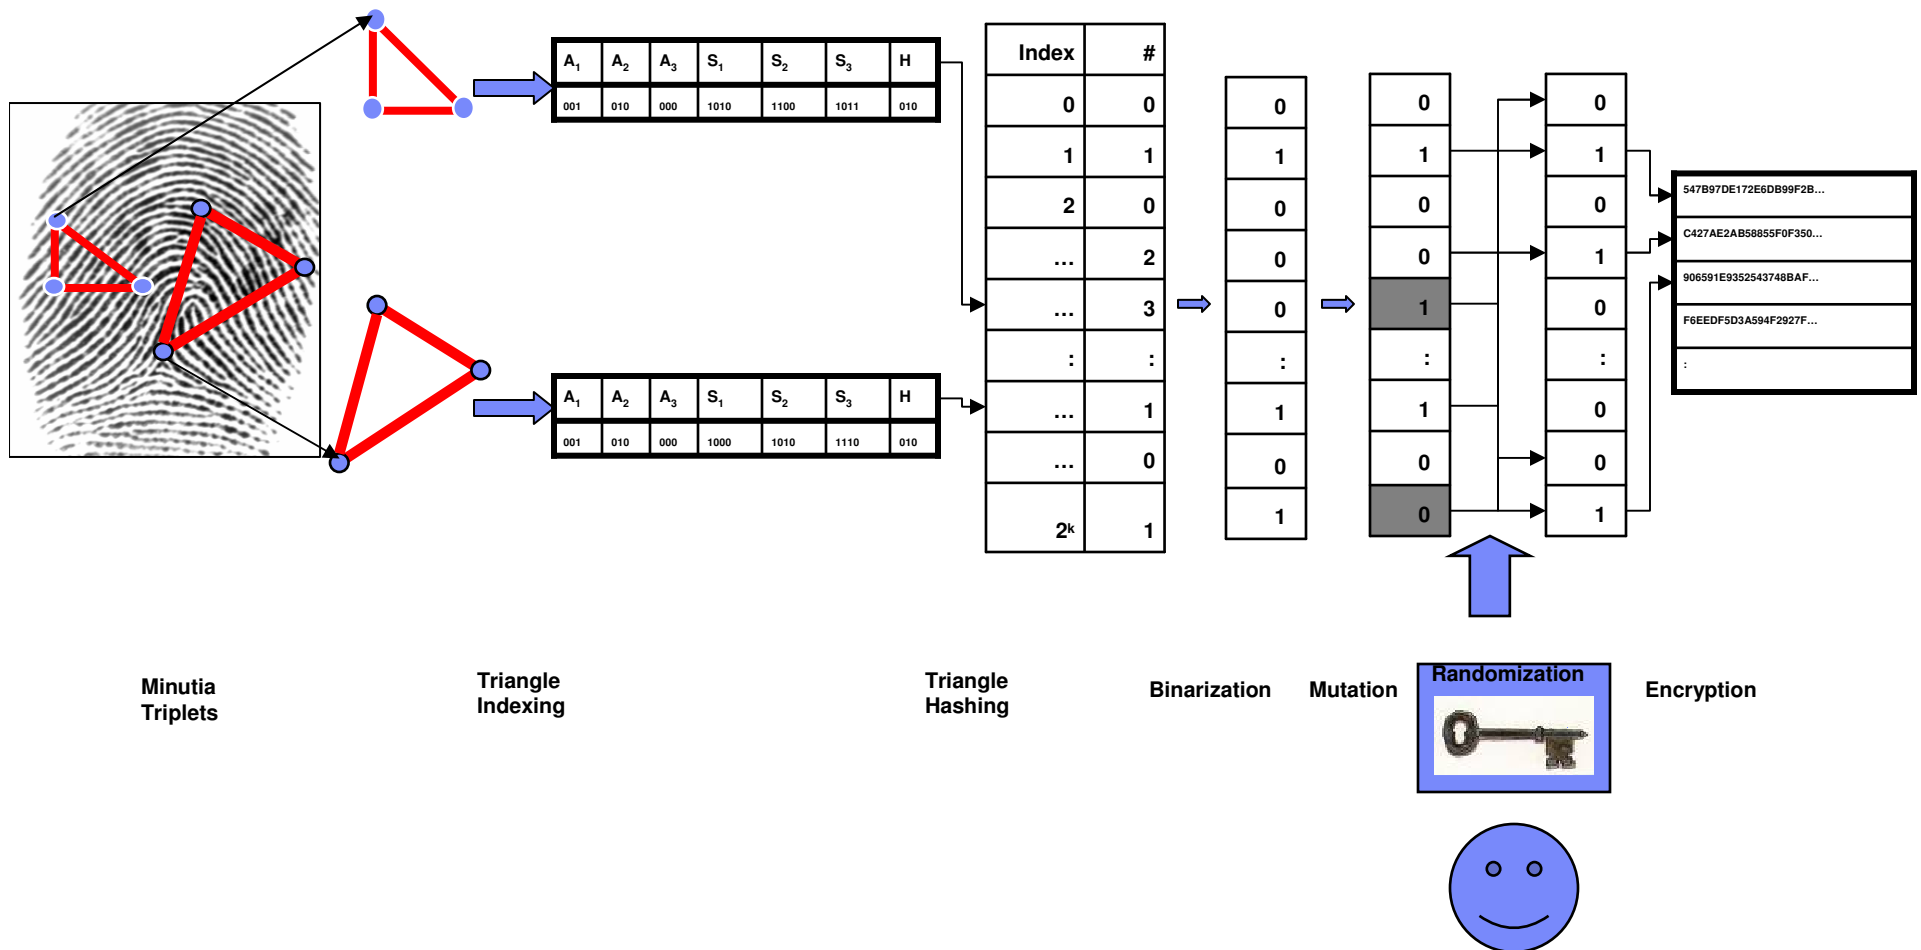 A₁ A₂ A₃ S₁ S₂ S₃ H
001 010 000 1010 1100 1011 010
A₁ A₂ A₃ S₁ S₂ S₃ H
001 010 000 1000 1010 1110 010
Index #
0 0
1 1
2 0
... 2
... 3
: :
... 1
... 0
2ᵏ 1
0
1
0
0
0
:
1
0
1
0
1
0
0
1
:
1
0
0
0
1
0
1
0
:
0
0
1
547B97DE172E6DB99F2B...
C427AE2AB58855F0F350...
906591E9352543748BAF...
F6EEDF5D3A594F2927F...
:
Minutia
Triplets
Triangle
Indexing
Triangle
Hashing
Binarization
Mutation
Randomization
Encryption